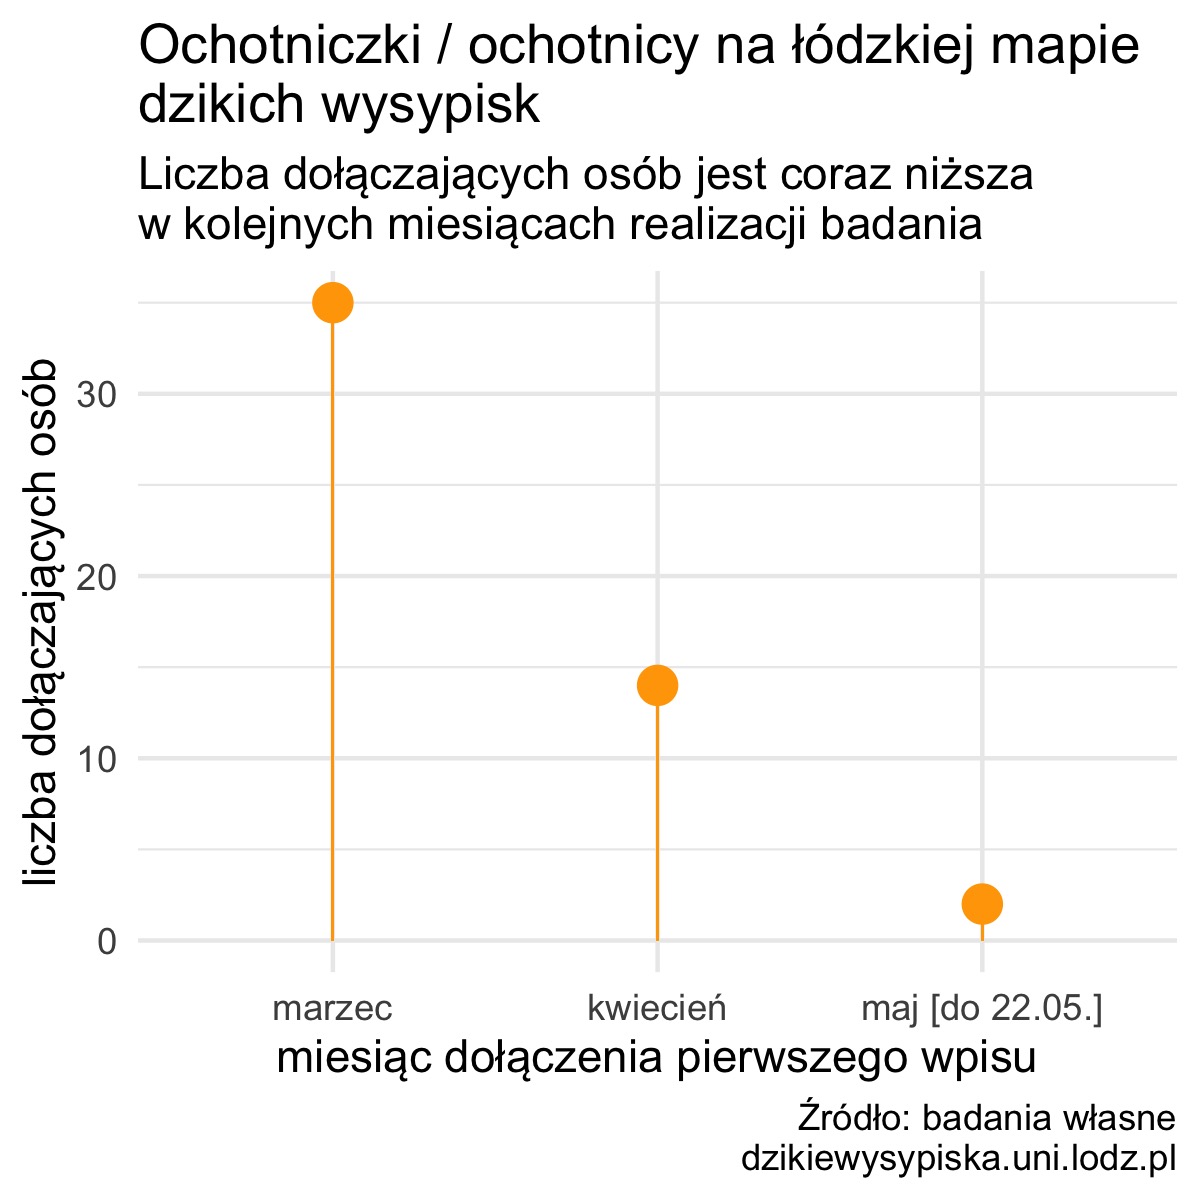 Ochotniczki / ochotnicy na łódzkiej mapie
dzikich wysypisk
Liczba dołączających osób jest coraz niższa
w kolejnych miesiącach realizacji badania
liczba dołączających osób
30
20
10
0
marzec
kwiecień
maj [do 22.05.]
miesiąc dołączenia pierwszego wpisu
Źródło: badania własne
dzikiewysypiska.uni.lodz.pl